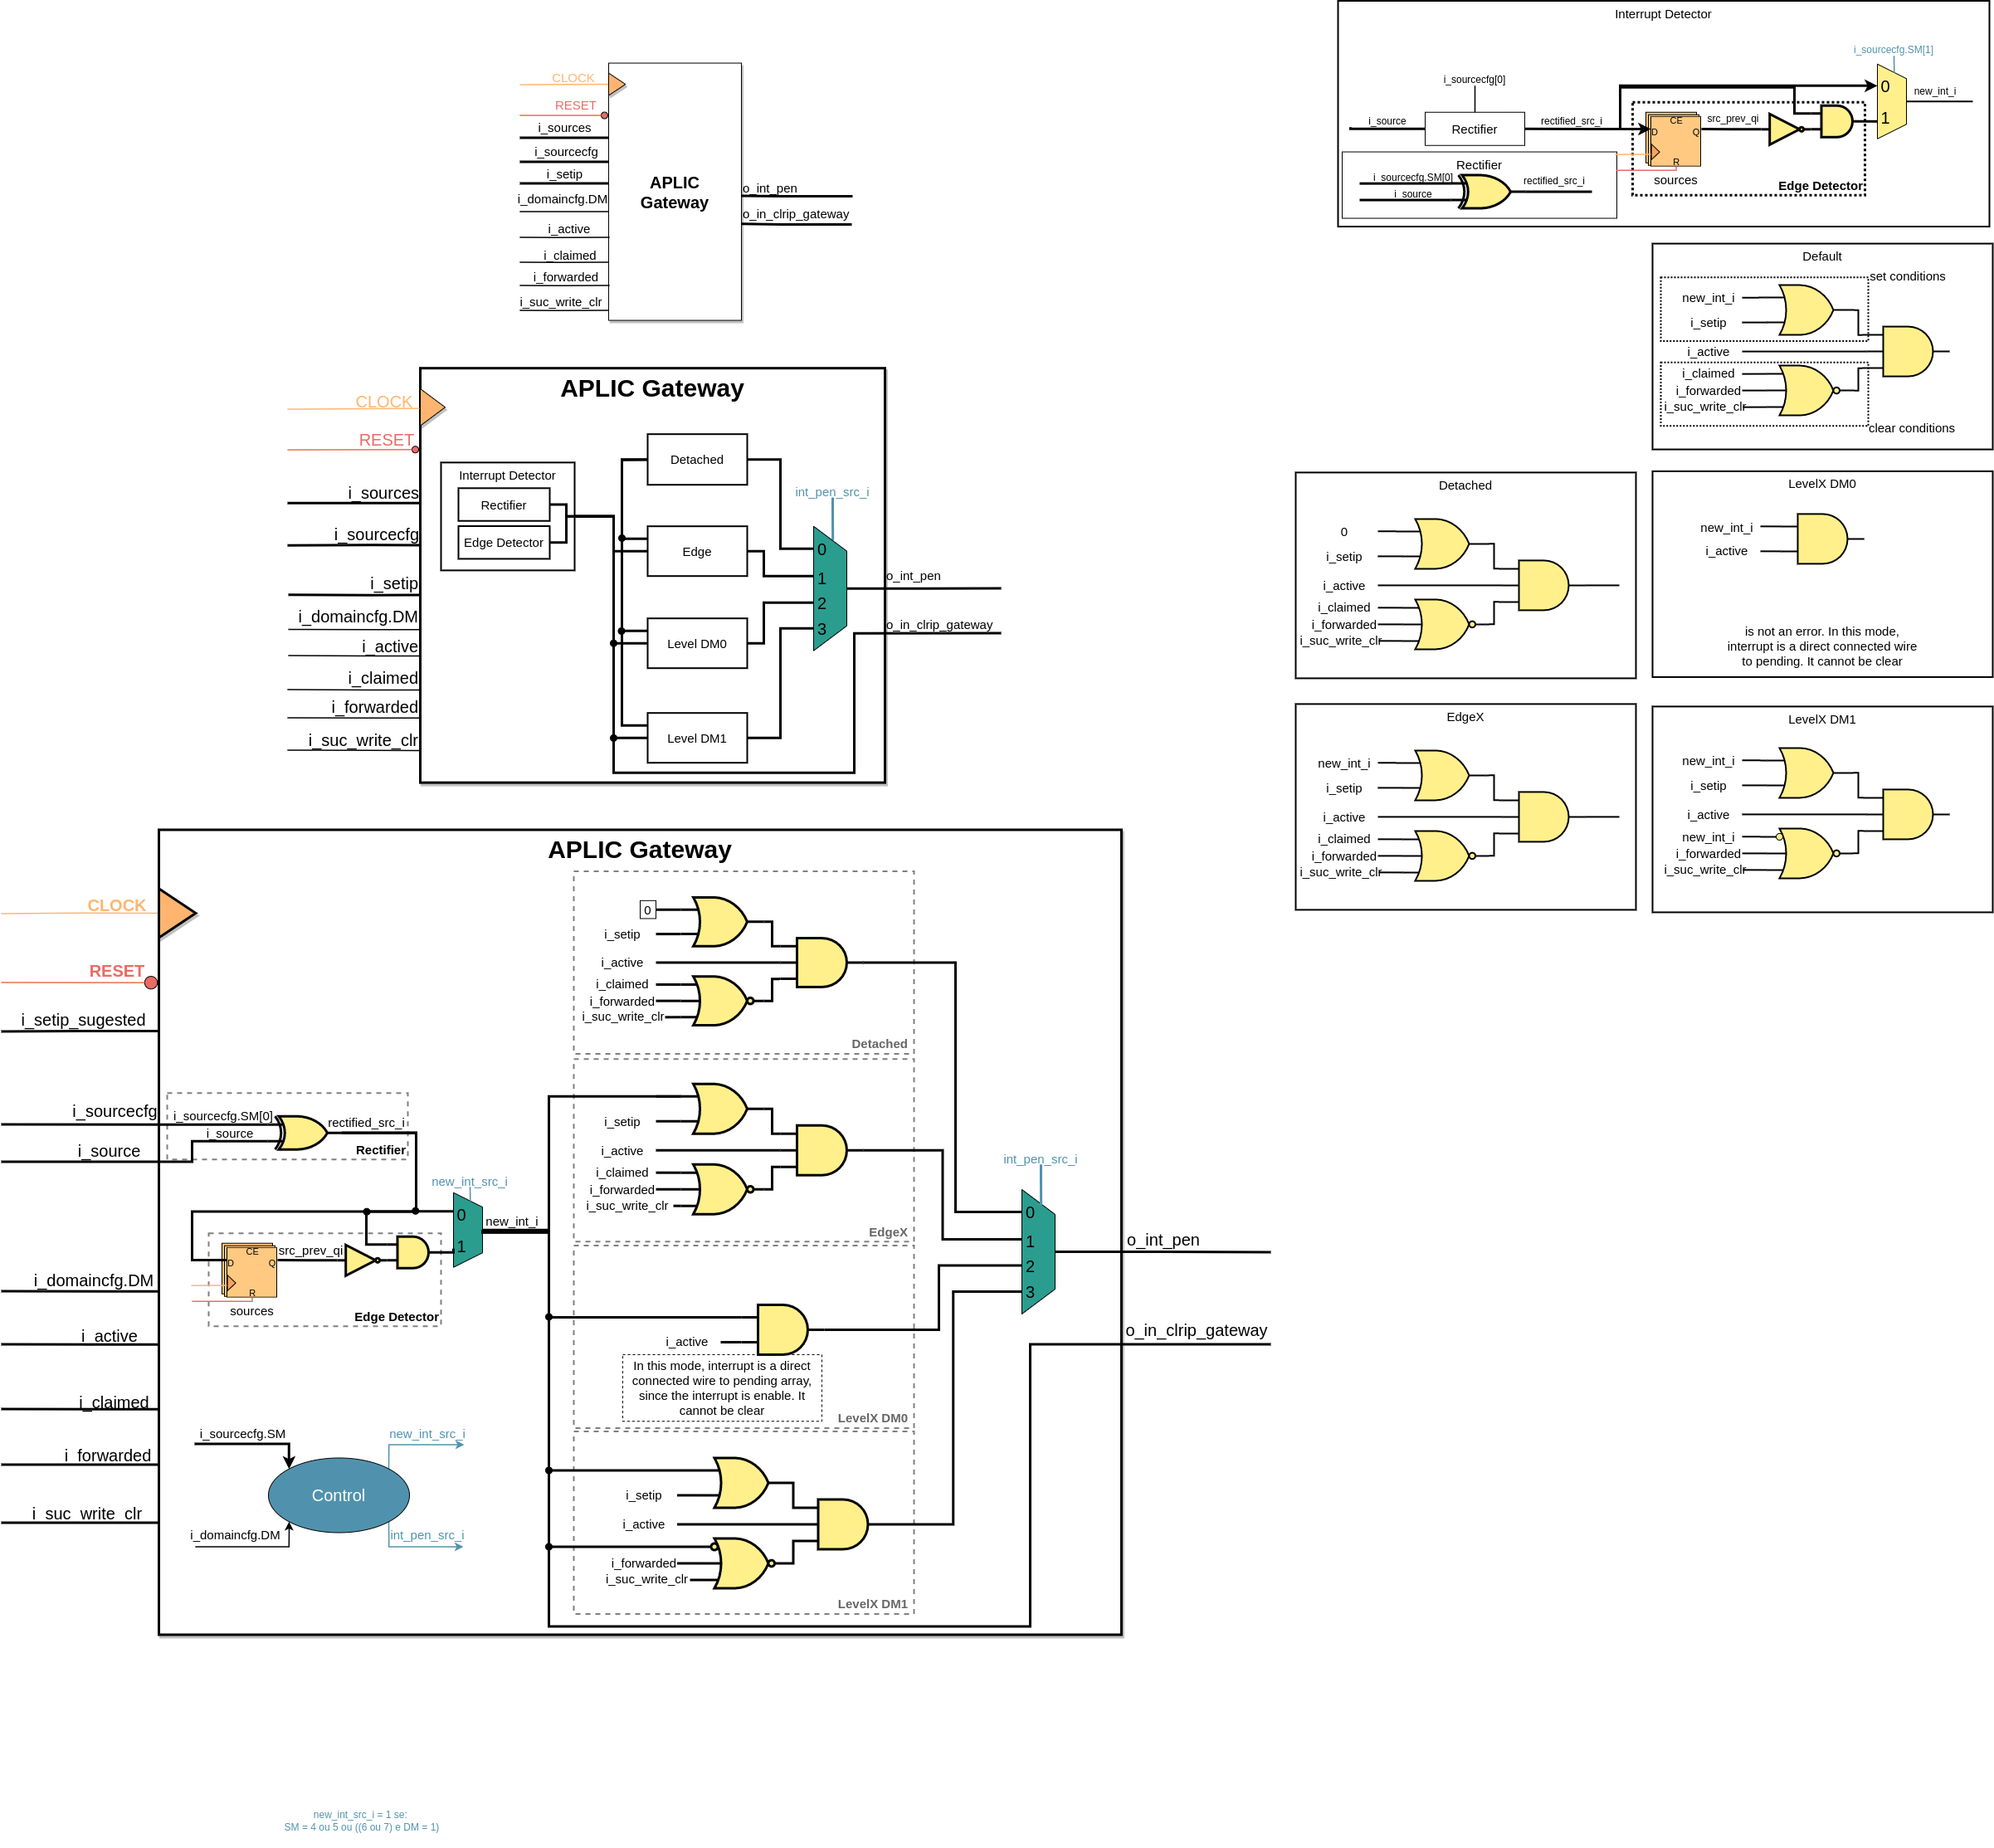 CLOCK
RESET
i_sources
i_sourcecfg
i_setip
i_domaincfg.DM
i_active
i_claimed
i_forwarded
i_suc_write_clr
APLIC
Gateway
o_int_pen
o_in_clrip_gateway
Interrupt Detector
i_sourcecfg.SM[1]
0
1
new_int_i
i_sourcecfg[0]
i_source
Rectifier
rectified_src_i
CE
D
Q
R
sources
src_prev_qi
Edge Detector
Rectifier
i_sourcecfg.SM[0]
i_source
rectified_src_i
Default
set conditions
new_int_i
i_setip
i_active
i_claimed
i_forwarded
i_suc_write_clr
clear conditions
APLIC Gateway
CLOCK
RESET
i_sources
i_sourcecfg
i_setip
i_domaincfg.DM
i_active
i_claimed
i_forwarded
i_suc_write_clr
Interrupt Detector
Rectifier
Edge Detector
Detached
Edge
Level DM0
Level DM1
int_pen_src_i
0
1
2
3
o_int_pen
o_in_clrip_gateway
Detached
0
i_setip
i_active
i_claimed
i_forwarded
i_suc_write_clr
LevelX DM0
new_int_i
i_active
is not an error. In this mode,
interrupt is a direct connected wire
to pending. It cannot be clear
EdgeX
new_int_i
i_setip
i_active
i_claimed
i_forwarded
i_suc_write_clr
LevelX DM1
new_int_i
i_setip
i_active
new_int_i
i_forwarded
i_suc_write_clr
APLIC Gateway
CLOCK
RESET
i_setip_sugested
i_sourcecfg
i_source
i_domaincfg.DM
i_active
i_claimed
i_forwarded
i_suc_write_clr
i_sourcecfg.SM[0]
i_source
rectified_src_i
Rectifier
new_int_src_i
0
1
new_int_i
CE
D
Q
R
src_prev_qi
sources
Edge Detector
i_sourcecfg.SM
new_int_src_i
Control
i_domaincfg.DM
int_pen_src_i
0
i_setip
i_active
i_claimed
i_forwarded
i_suc_write_clr
Detached
i_setip
i_active
i_claimed
i_forwarded
i_suc_write_clr
EdgeX
i_active
In this mode, interrupt is a direct
connected wire to pending array,
since the interrupt is enable. It
cannot be clear
LevelX DM0
i_setip
i_active
i_forwarded
i_suc_write_clr
LevelX DM1
int_pen_src_i
0
1
2
3
o_int_pen
o_in_clrip_gateway
new_int_src_i = 1 se:
SM = 4 ou 5 ou ((6 ou 7) e DM = 1)